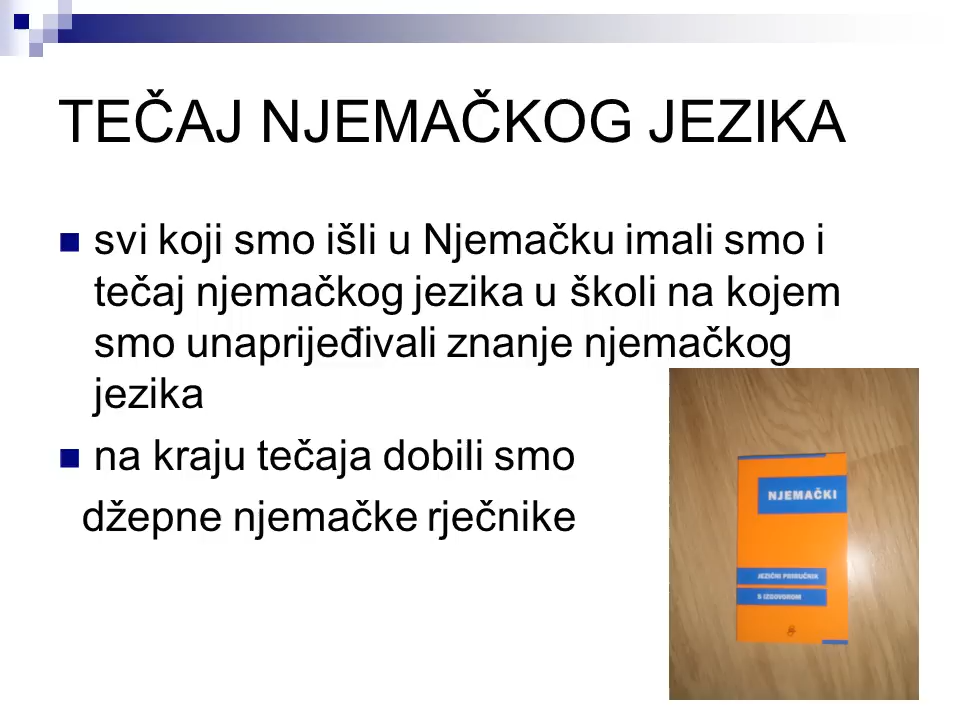 TEČAJ NJEMAČKOG JEZIKA
svi koji smo išli u Njemačku imali smo i
tečaj njemačkog jezika u školi na kojem
smo unaprijeđivali znanje njemačkog
jezika
na kraju tečaja dobili smo
džepne njemačke rječnike
NJEMAČKI
JEZIČNI PRIRUČNIK
S IZGOVOROM